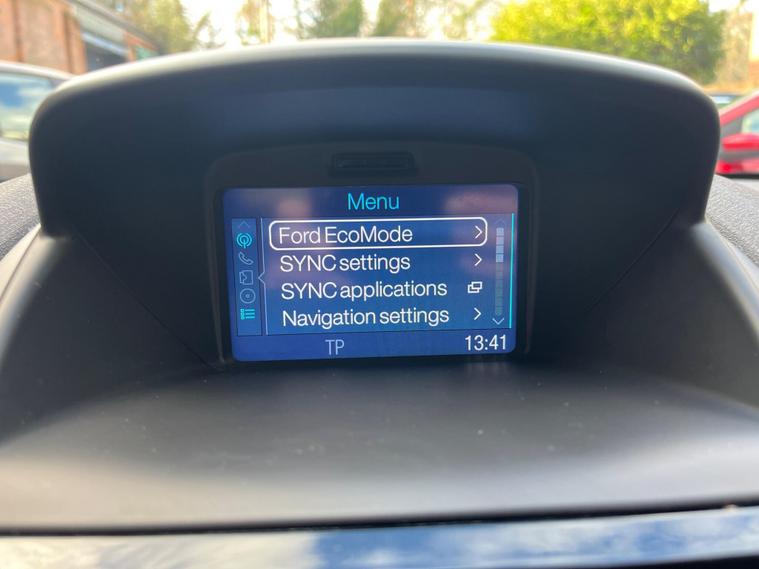 Menu
Ford EcoMode
SYNC settings
SYNC applications
Navigation settings
TP
13:41